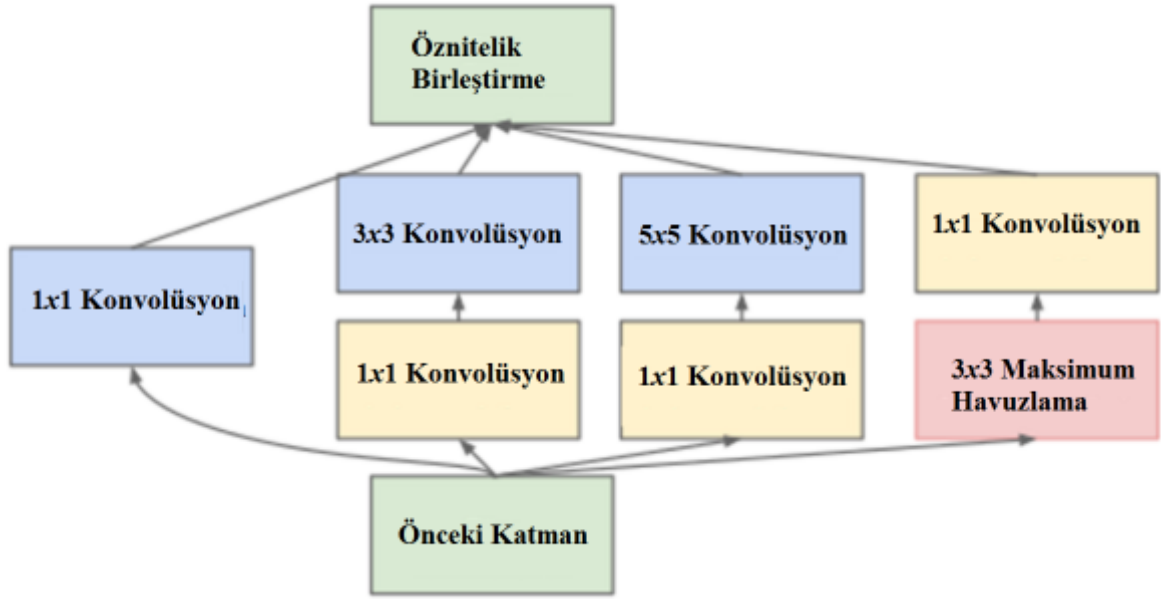 Öznitelik
Birleştirme
3x3 Konvolüsyon
5x5 Konvolüsyon
1x1 Konvolüsyon
1x1 Konvolüsyon
1x1 Konvolüsyon
1x1 Konvolüsyon
3x3 Maksimum
Havuzlama
Önceki Katman